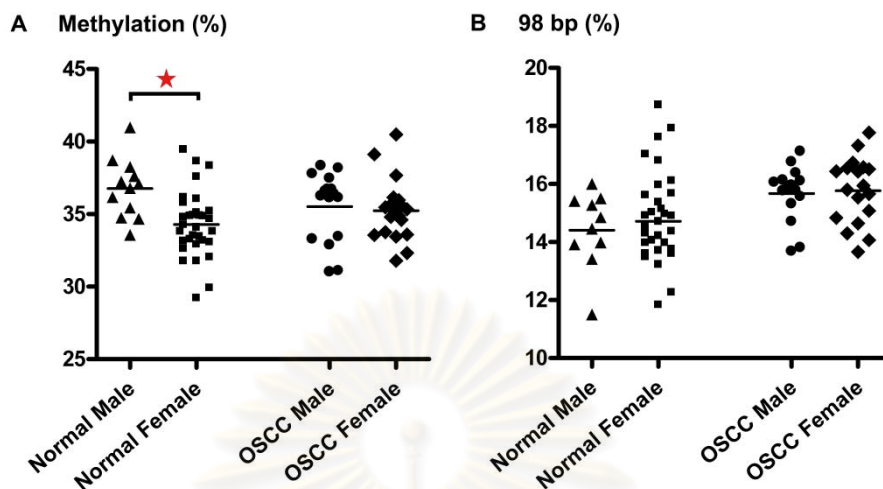 A Methylation (%)
45
40
35
30
25
Normal Male
Normal Female
OSCC Male
OSCC Female
B 98 bp (%)
20
18
16
14
12
10
Normal Male
Normal Female
OSCC Male
OSCC Female